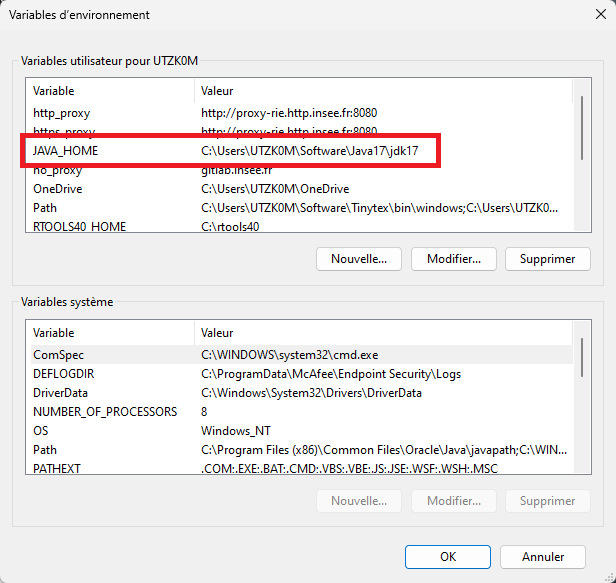 Variables d'environnement
Variables utilisateur pour UTZK0M
Variable Valeur
http_proxy http://proxy-rie.http.insee.fr:8080
https_proxy http://proxy-rie.http.insee.fr:8080
JAVA_HOME C:\Users\UTZK0M\Software\Java17\jdk17
no_proxy gitlab.insee.fr
OneDrive C:\Users\UTZK0M\OneDrive
Path C:\Users\UTZK0M\Software\Tinytex\bin\windows;C:\Users\UTZK0...
RTOOLS40_HOME C:\rtools40
Nouvelle... Modifier... Supprimer
Variables système
Variable Valeur
ComSpec C:\WINDOWS\system32\cmd.exe
DEFLOGDIR C:\ProgramData\McAfee\Endpoint Security\Logs
DriverData C:\Windows\System32\Drivers\DriverData
NUMBER_OF_PROCESSORS 8
OS Windows_NT
Path C:\Program Files (x86)\Common Files\Oracle\Java\javapath;C:\WIN...
PATHEXT .COM;.EXE;.BAT;.CMD;.VBS;.VBE;.JS;.JSE;.WSF;.WSH;.MSC
Nouvelle... Modifier... Supprimer
OK Annuler